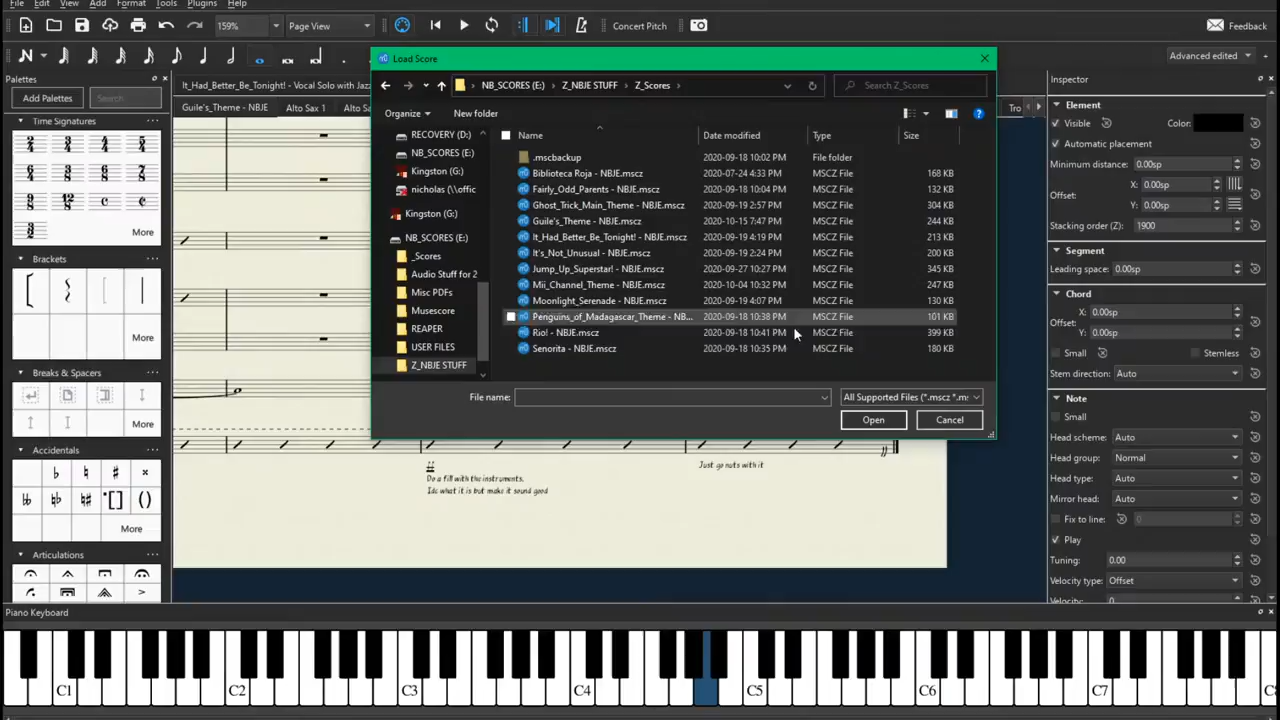 File Edit View Add Format Tools Plugins Help
159% Page View Concert Pitch Feedback
N Advanced edited
Palettes
Add Palettes Search
Time Signatures
More
Brackets
More
Breaks & Spacers
More
Accidentals
More
Articulations
It_Had_Better_Be_Tonight! - Vocal Solo with Jazz
Guile's_Theme - NBJE Alto Sax 1 Alto Sa
Tro
Load Score
NB_SCORES (E:) Z_NBJE STUFF Z_Scores Search Z_Scores
Organize New folder
RECOVERY (D:)
NB_SCORES (E:)
Kingston (G:)
nicholas (\\offic
Kingston (G:)
NB_SCORES (E:)
_Scores
Audio Stuff for 2
Misc PDFs
Musescore
REAPER
USER FILES
Z_NBJE STUFF
Name Date modified Type Size
.mscbackup 2020-09-18 10:02 PM File folder
Biblioteca Roja - NBJE.mscz 2020-07-24 4:33 PM MSCZ File 168 KB
Fairly_Odd_Parents - NBJE.mscz 2020-09-18 10:04 PM MSCZ File 132 KB
Ghost_Trick_Main_Theme - NBJE.mscz 2020-09-19 2:57 PM MSCZ File 304 KB
Guile's_Theme - NBJE.mscz 2020-10-15 7:47 PM MSCZ File 244 KB
It_Had_Better_Be_Tonight! - NBJE.mscz 2020-09-19 4:19 PM MSCZ File 213 KB
It's_Not_Unusual - NBJE.mscz 2020-09-19 2:24 PM MSCZ File 200 KB
Jump_Up_Superstar! - NBJE.mscz 2020-09-27 10:27 PM MSCZ File 345 KB
Mii_Channel_Theme - NBJE.mscz 2020-10-04 10:32 PM MSCZ File 247 KB
Moonlight_Serenade - NBJE.mscz 2020-09-19 4:07 PM MSCZ File 130 KB
Penguins_of_Madagascar_Theme - NB... 2020-09-18 10:38 PM MSCZ File 101 KB
Rio! - NBJE.mscz 2020-09-18 10:41 PM MSCZ File 399 KB
Senorita - NBJE.mscz 2020-09-18 10:35 PM MSCZ File 180 KB
File name: All Supported Files (*.mscz *.ms
Open Cancel
Do a fill with the instruments.
Idc what it is but make it sound good
Just go nuts with it
Inspector
Element
Visible Color:
Automatic placement
Minimum distance: 0.00sp
Offset: X: 0.00sp
Y: 0.00sp
Stacking order (Z): 1900
Segment
Leading space: 0.00sp
Chord
Offset: X: 0.00sp
Y: 0.00sp
Small Stemless
Stem direction: Auto
Note
Small
Head scheme: Auto
Head group: Normal
Head type: Auto
Mirror head: Auto
Fix to line: 0
Play
Tuning: 0.00
Velocity type: Offset
Velocity: 0
Piano Keyboard
C1 C2 C3 C4 C5 C6 C7 C8